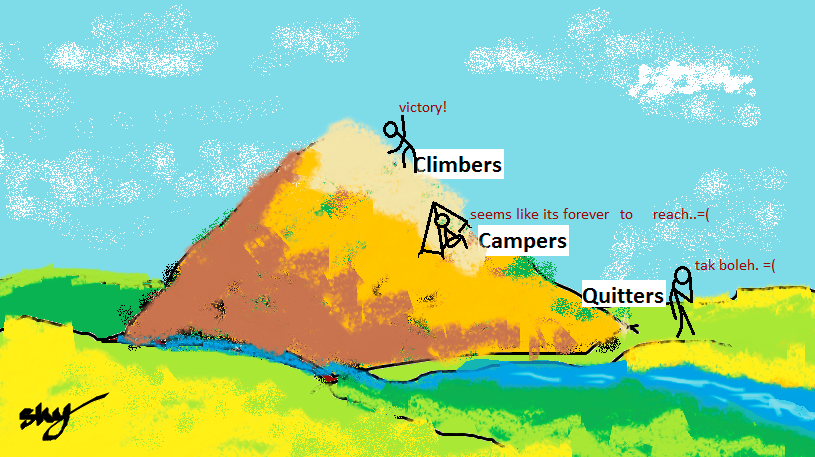 victory!
Climbers
seems like its forever to reach..=(
Campers
tak boleh. =(
Quitters
shy